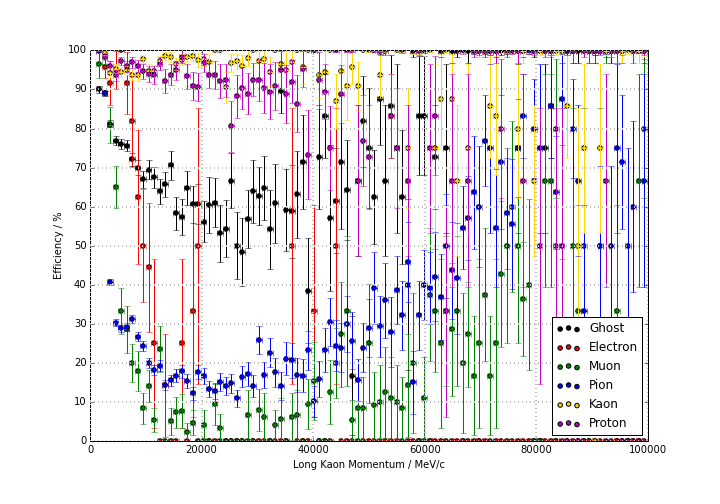 100
90
80
70
60
50
40
30
20
10
0
Efficiency / %
0
20000
40000
60000
80000
100000
Long Kaon Momentum / MeV/c
Ghost
Electron
Muon
Pion
Kaon
Proton